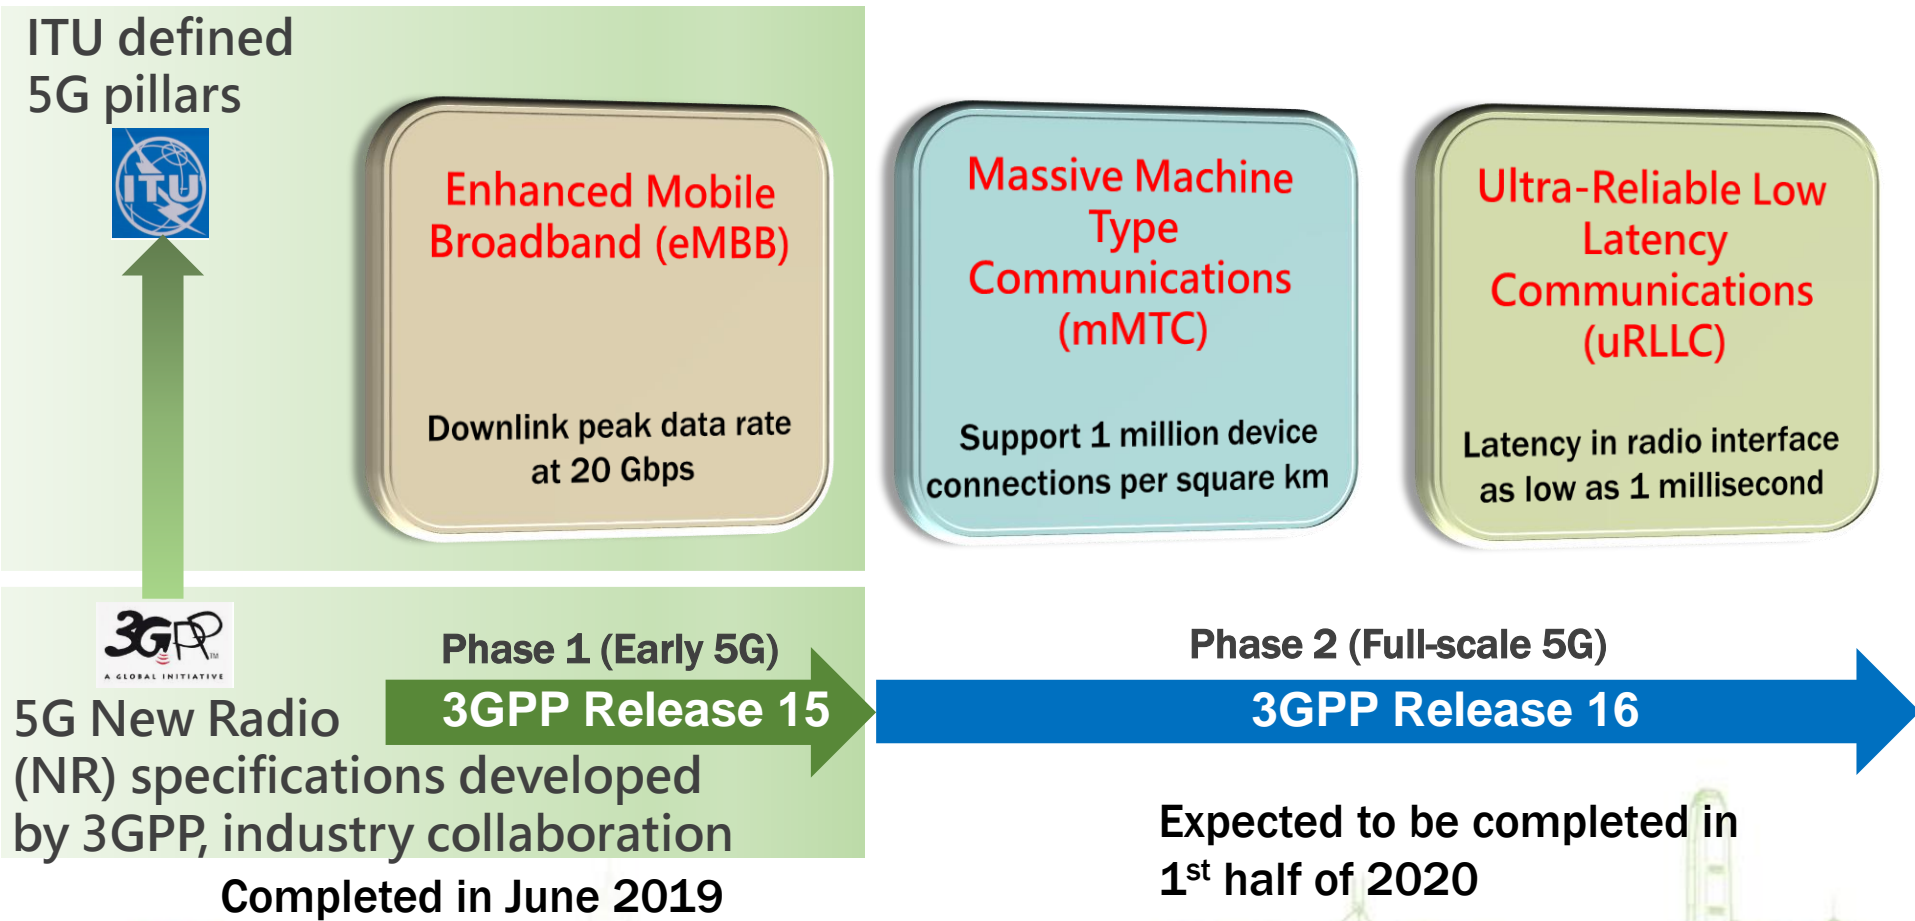 ITU defined
5G pillars
ITU
Enhanced Mobile
Broadband (eMBB)
Downlink peak data rate
at 20 Gbps
Massive Machine
Type
Communications
(mMTC)
Support 1 million device
connections per square km
Ultra-Reliable Low
Latency
Communications
(uRLLC)
Latency in radio interface
as low as 1 millisecond
3GPP TM
A GLOBAL INITIATIVE
5G New Radio
(NR) specifications developed
by 3GPP, industry collaboration
Phase 1 (Early 5G)
3GPP Release 15
Completed in June 2019
Phase 2 (Full-scale 5G)
3GPP Release 16
Expected to be completed in
1st half of 2020